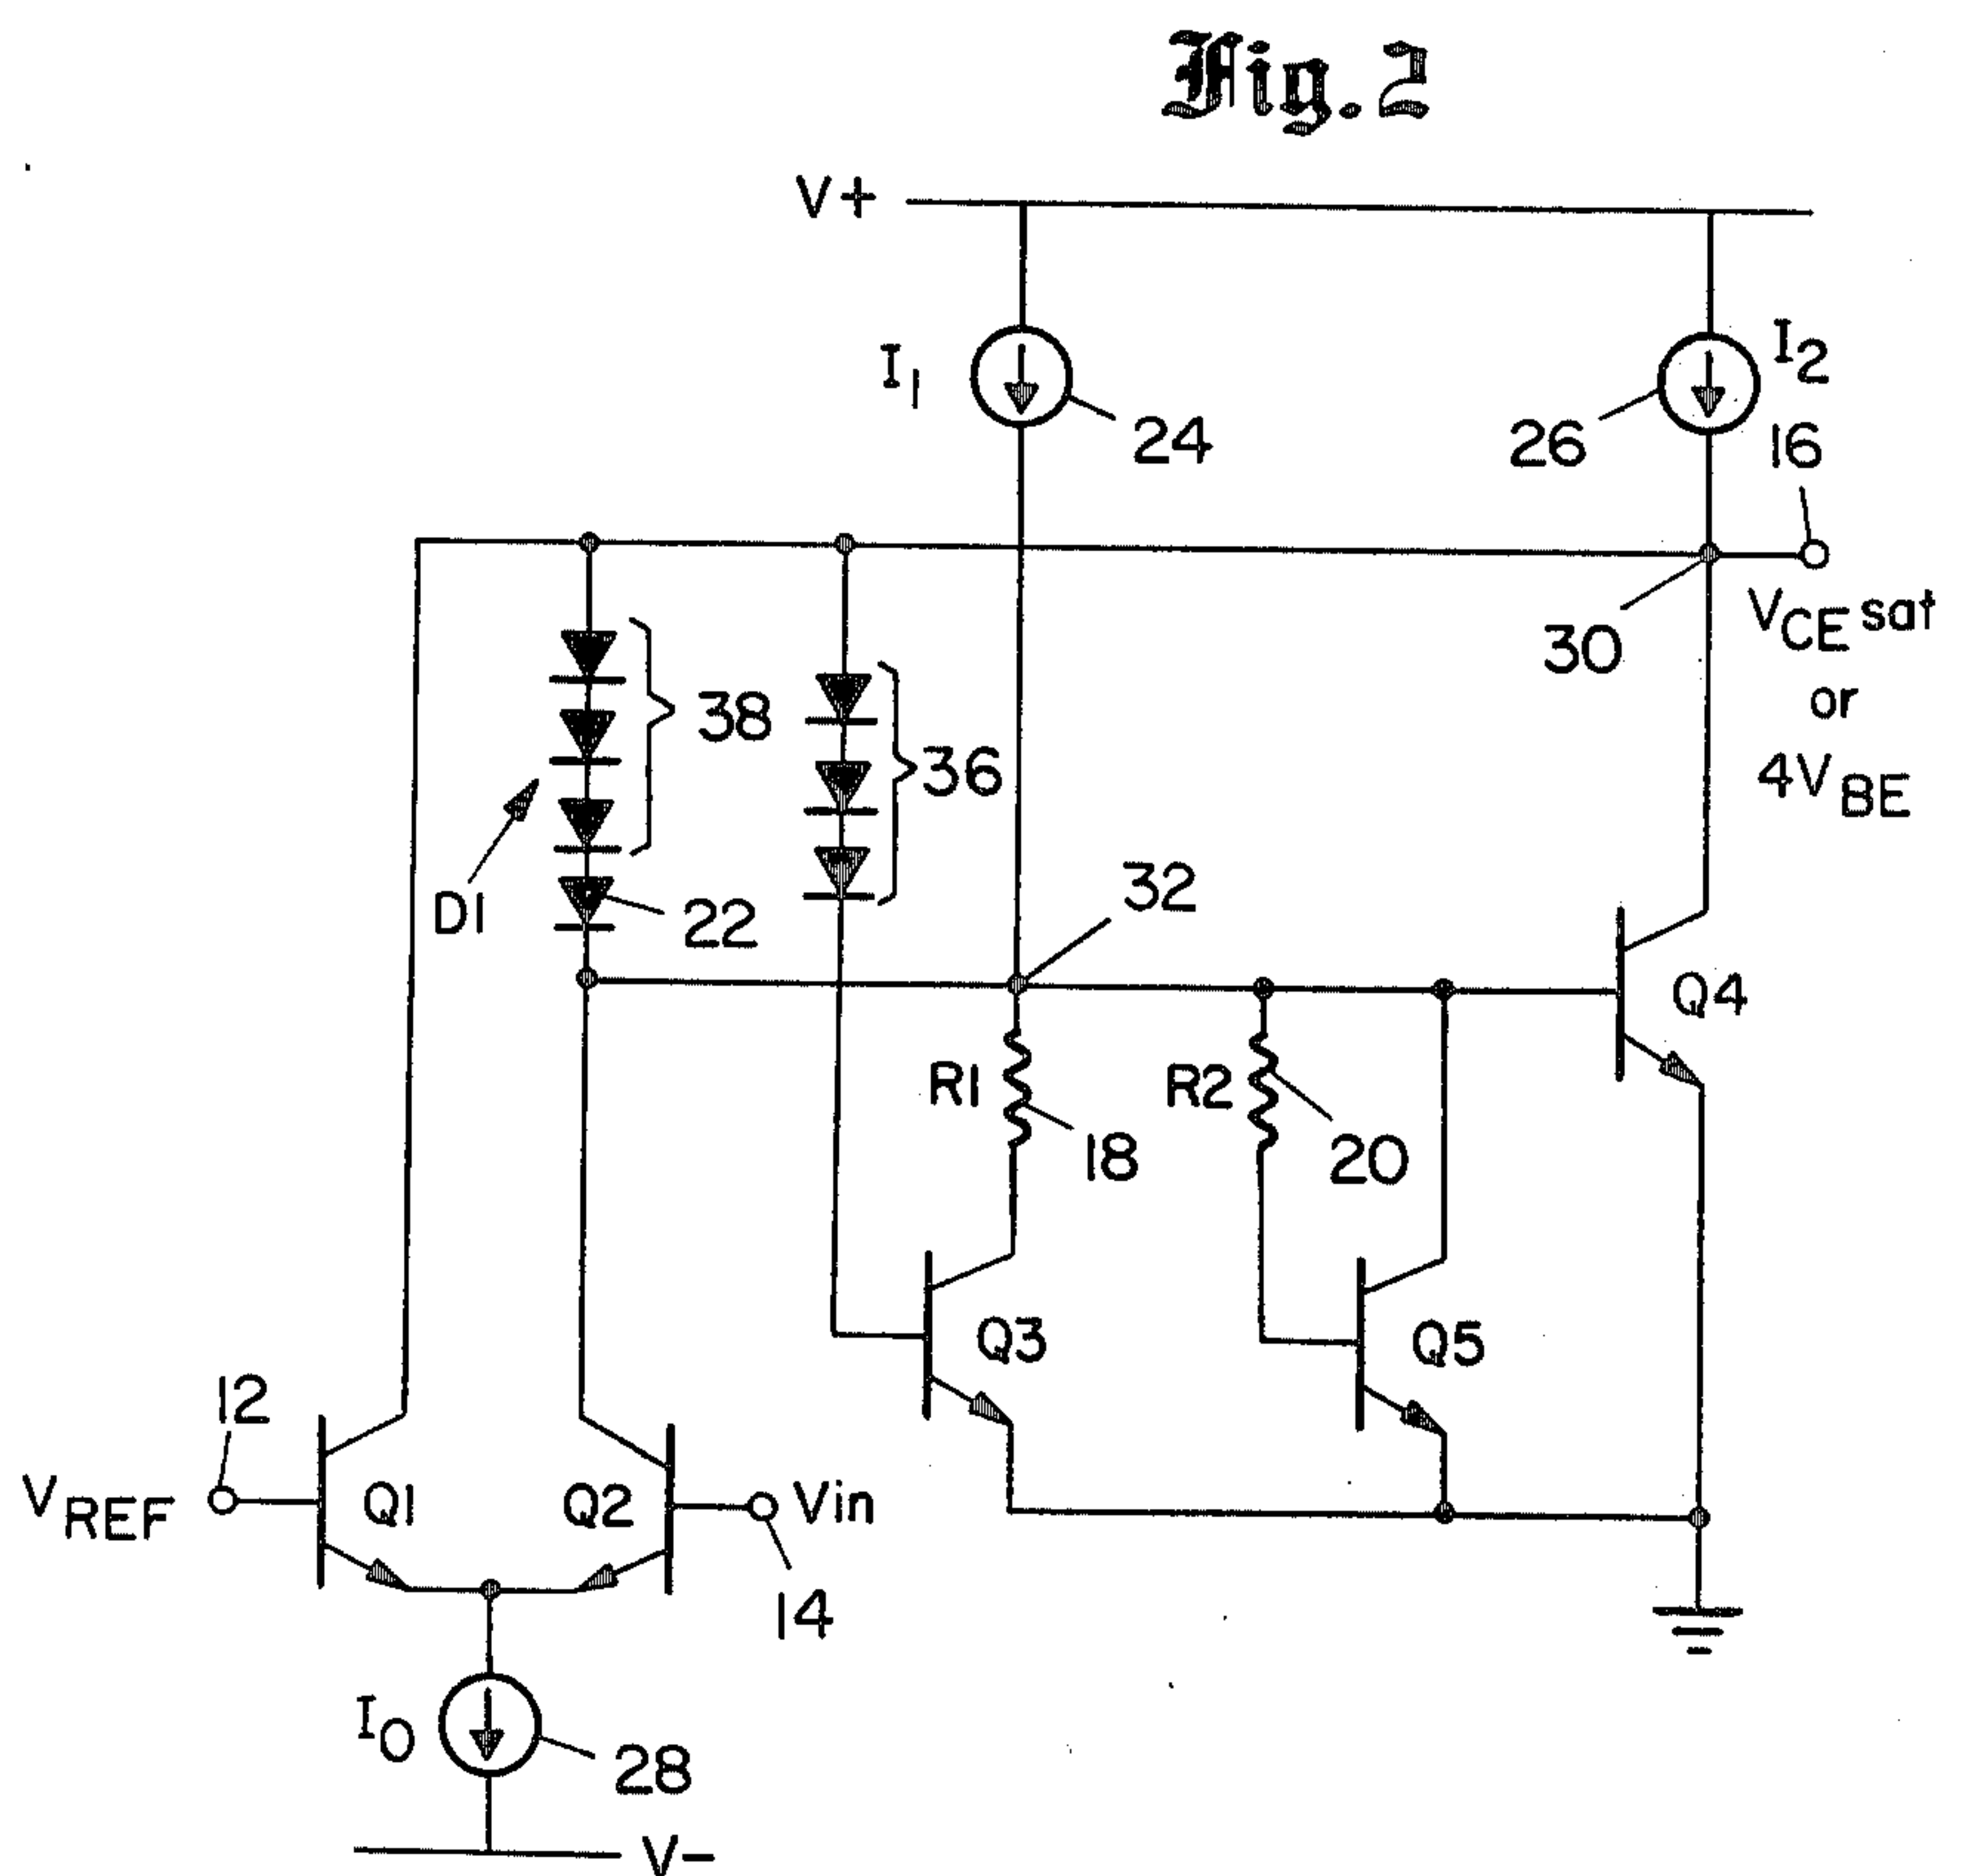 Fig. 2
V+
I1
24
I2
26
16
30
VCE sat
or
4VBE
38
36
D1
22
32
Q4
R1
18
R2
20
Q3
Q5
12
VREF
Q1
Q2
Vin
14
I0
28
V-